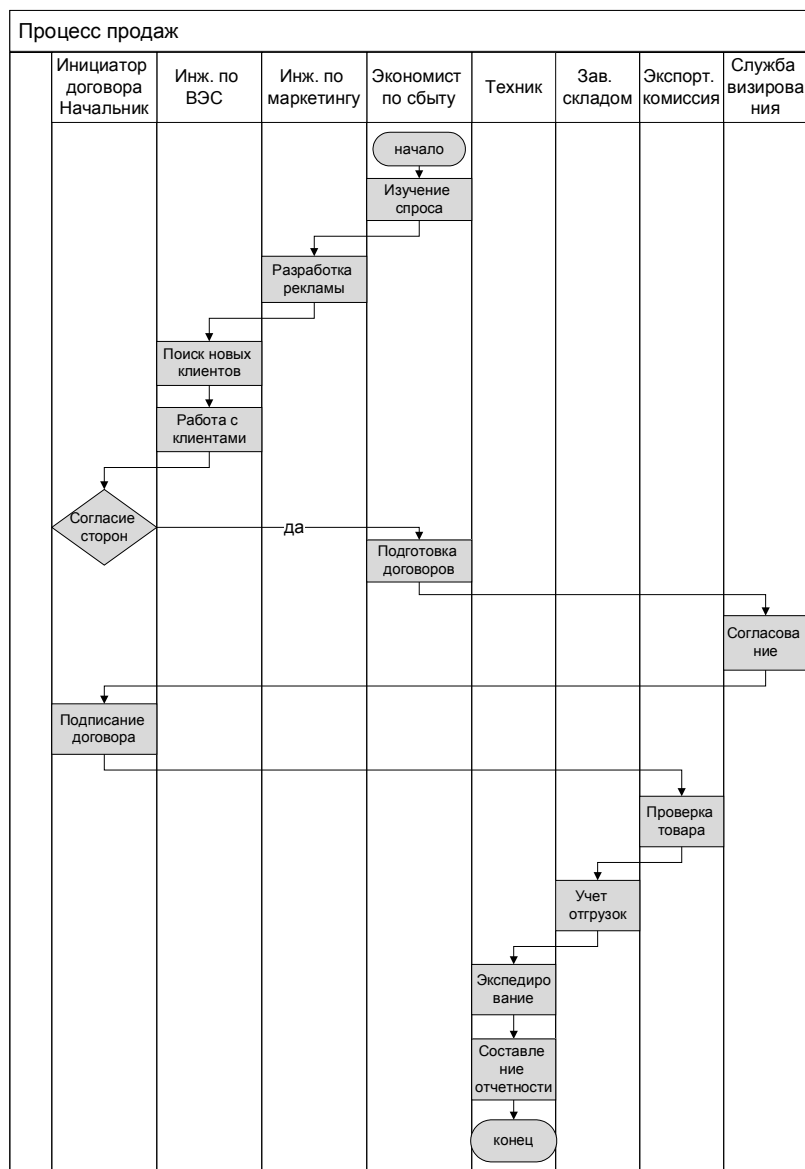 Процесс продаж
Инициатор
договора
Начальник
Инж. по
ВЭС
Инж. по
маркетингу
Экономист
по сбыту
Техник
Зав.
складом
Экспорт.
комиссия
Служба
визирова
ния
начало
Изучение
спроса
Разработка
рекламы
Поиск новых
клиентов
Работа с
клиентами
Согласие
сторон
да
Подготовка
договоров
Согласова
ние
Подписание
договора
Проверка
товара
Учет
отгрузок
Экспедиро
вание
Составле
ние
отчетности
конец